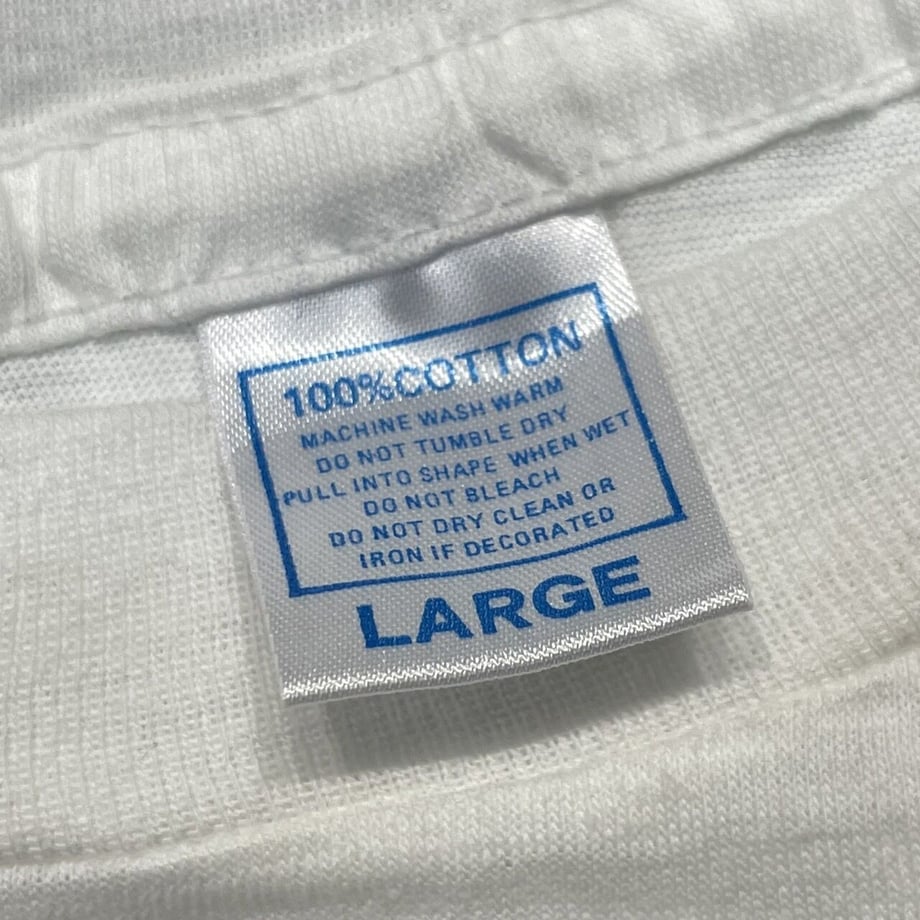 100%COTTON
MACHINE WASH WARM
DO NOT TUMBLE DRY
PULL INTO SHAPE WHEN WET
DO NOT BLEACH
DO NOT DRY CLEAN OR
IRON IF DECORATED
LARGE